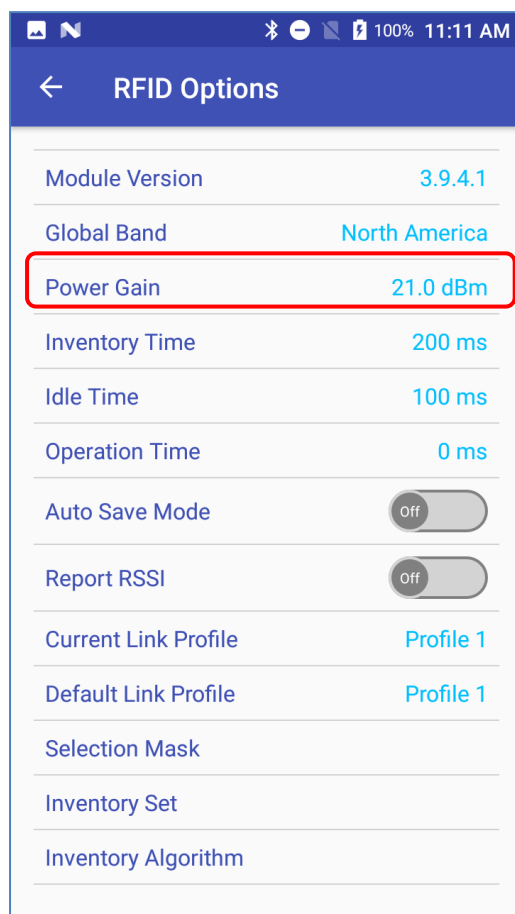 100% 11:11 AM
RFID Options
Module Version 3.9.4.1
Global Band North America
Power Gain 21.0 dBm
Inventory Time 200 ms
Idle Time 100 ms
Operation Time 0 ms
Auto Save Mode Off
Report RSSI Off
Current Link Profile Profile 1
Default Link Profile Profile 1
Selection Mask
Inventory Set
Inventory Algorithm